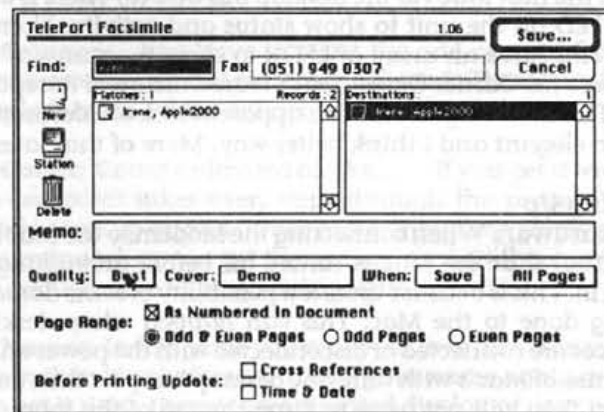 TelePort Facsimile 1.06 Save...
Find: Fax (051) 949 0307 Cancel
New
Matches: 1 Records: 2
Irene, Apple2000
Destinations: 1
Irene, Apple2000
Station
Delete
Memo:
Quality: Best Cover: Demo When: Save All Pages
Page Range: As Numbered In Document
Odd & Even Pages Odd Pages Even Pages
Before Printing Update: Cross References
Time & Date